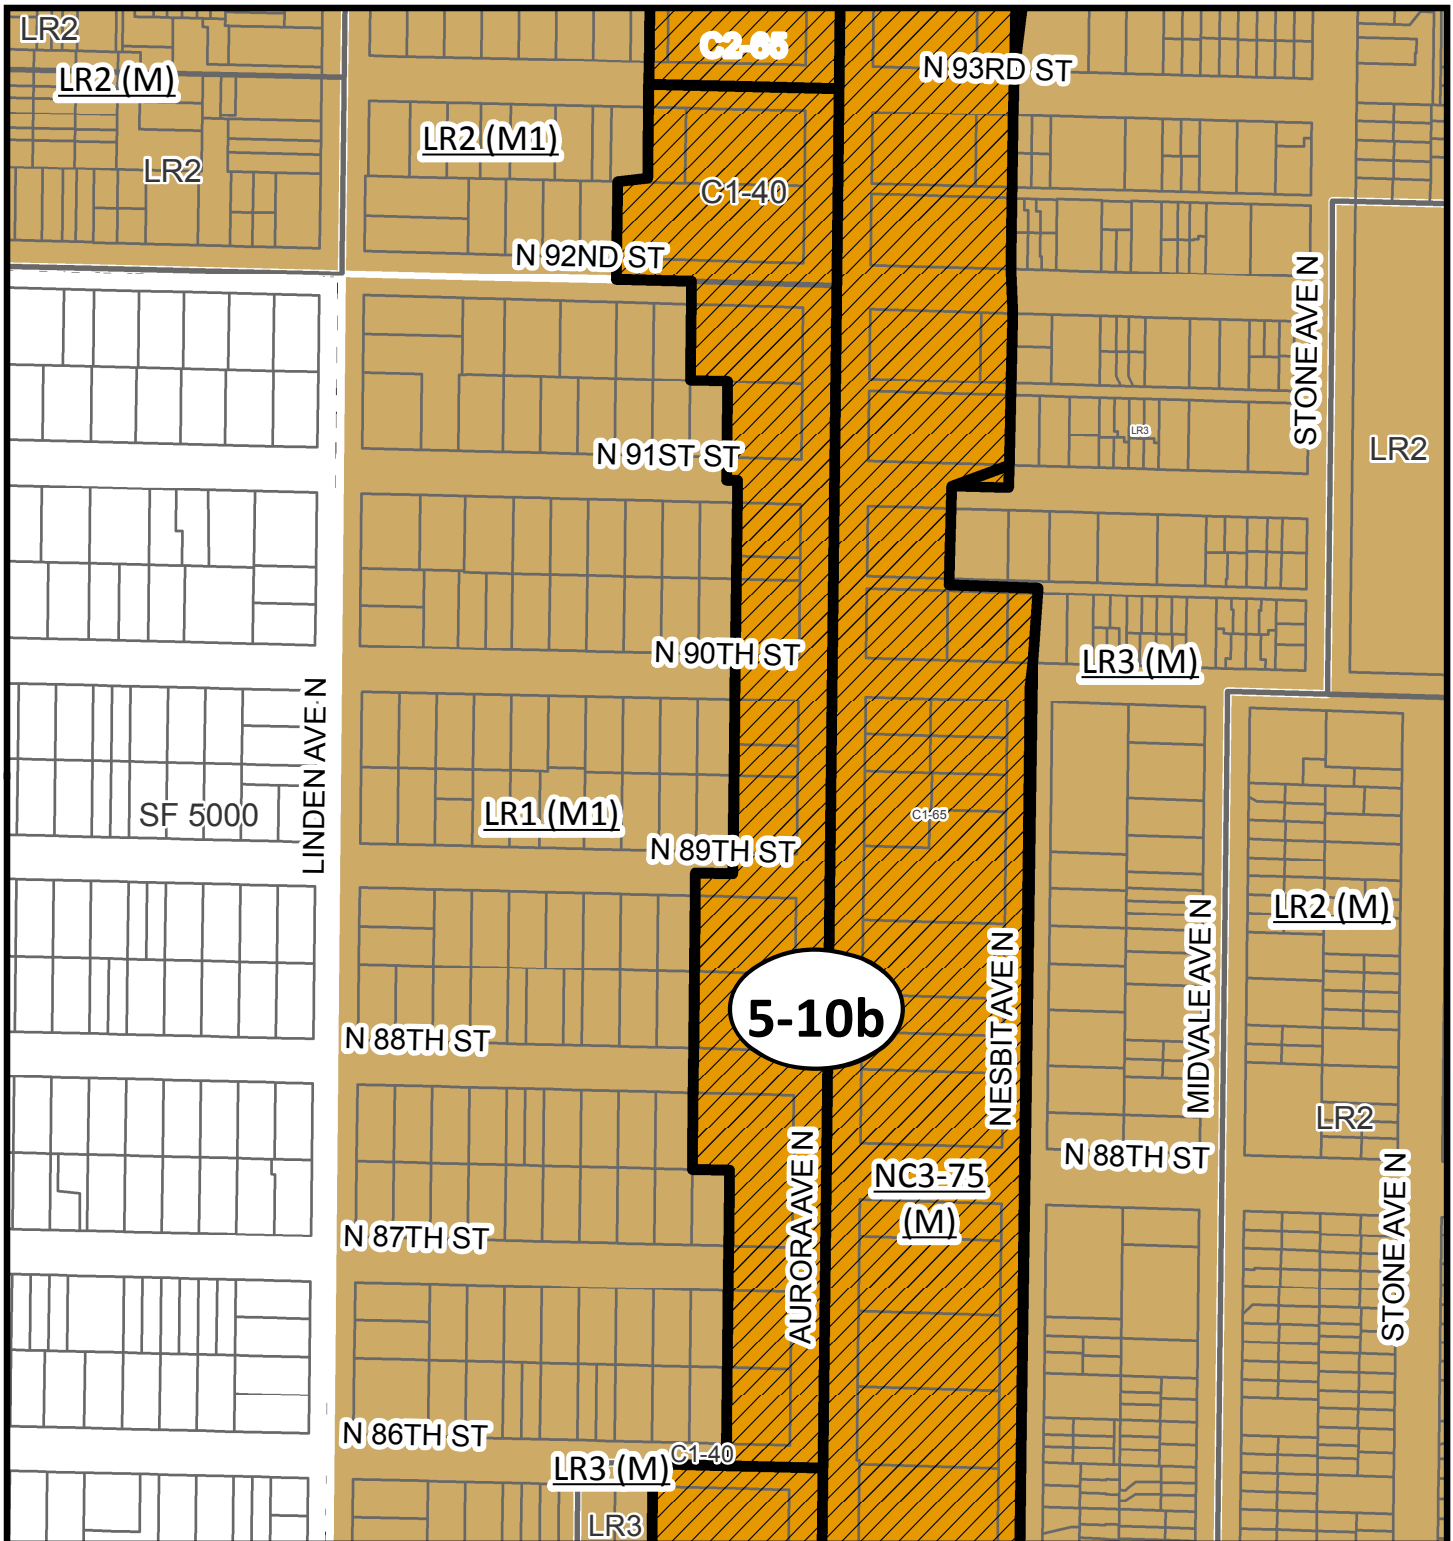 LR2
C2-65
N 93RD ST
LR2 (M)
LR2 (M1)
LR2
C1-40
N 92ND ST
STONE AVE N
LR3
LR2
N 91ST ST
N 90TH ST
LR3 (M)
LINDEN AVE N
SF 5000
LR1 (M1)
C1-65
N 89TH ST
LR2 (M)
MIDVALE AVE N
NESBIT AVE N
5-10b
N 88TH ST
LR2
N 88TH ST
AURORA AVE N
NC3-75
(M)
STONE AVE N
N 87TH ST
N 86TH ST
C1-40
LR3 (M)
LR3